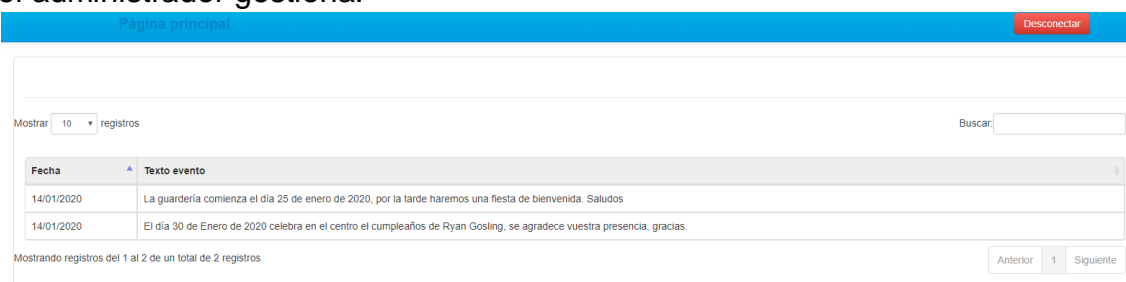 el administrador gestiona.
Página principal Desconectar
Mostrar 10 registros Buscar:
Fecha Texto evento
14/01/2020 La guardería comienza el día 25 de enero de 2020, por la tarde haremos una fiesta de bienvenida. Saludos
14/01/2020 El día 30 de Enero de 2020 celebra en el centro el cumpleaños de Ryan Gosling, se agradece vuestra presencia, gracias.
Mostrando registros del 1 al 2 de un total de 2 registros Anterior 1 Siguiente